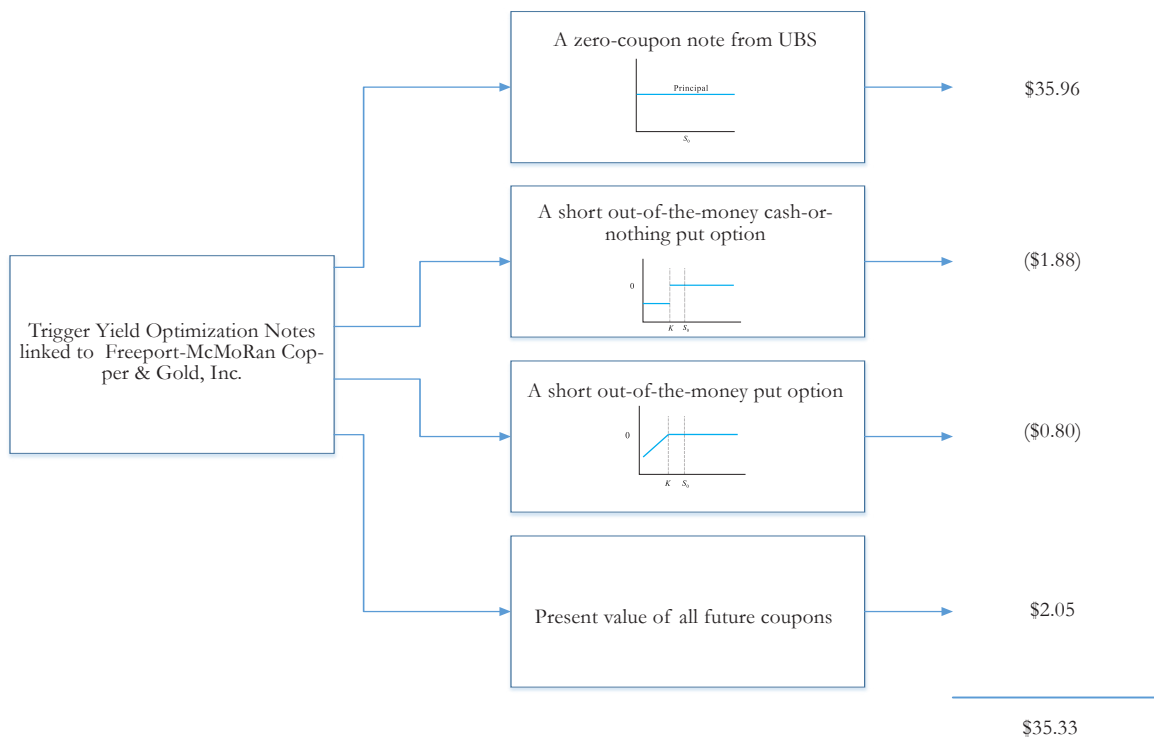 A zero-coupon note from UBS
Principal
S₀
$35.96
A short out-of-the-money cash-or-
nothing put option
0
K
S₀
($1.88)
Trigger Yield Optimization Notes
linked to Freeport-McMoRan Cop-
per & Gold, Inc.
A short out-of-the-money put option
0
K
S₀
($0.80)
Present value of all future coupons
$2.05
$35.33